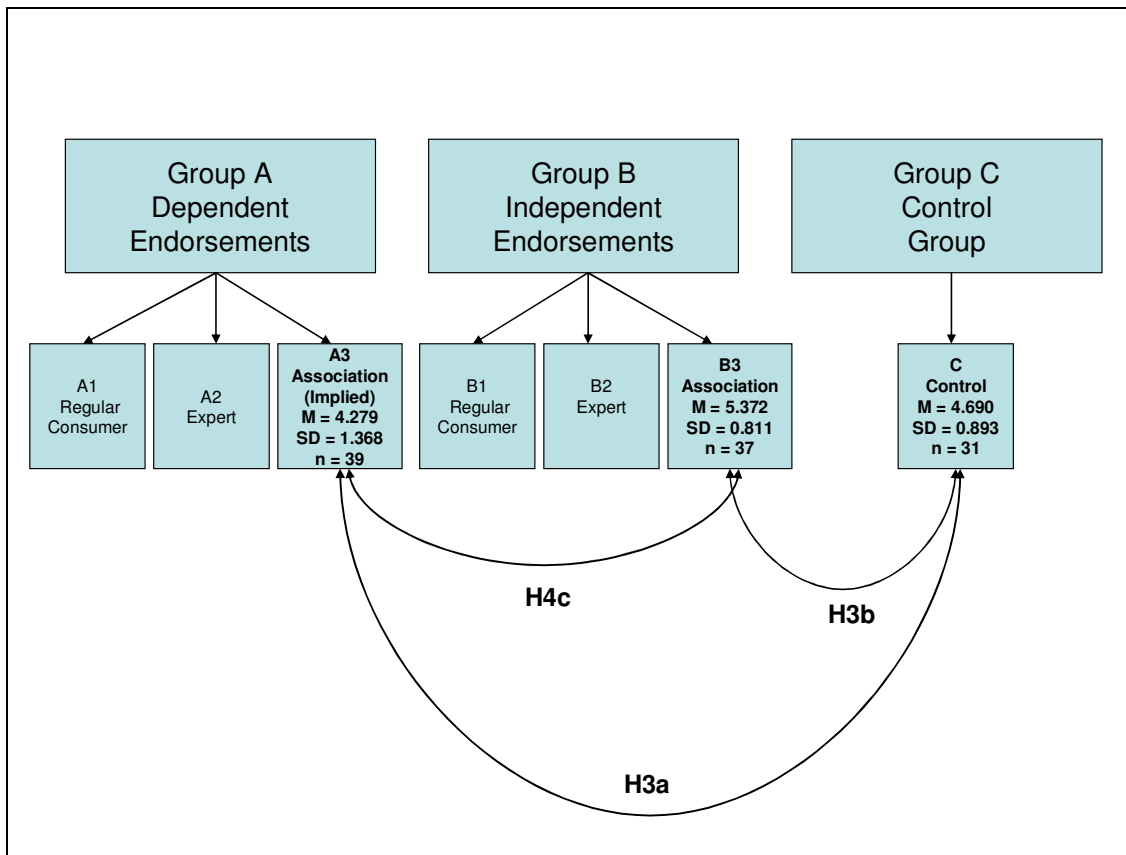 Group A
Dependent
Endorsements
Group B
Independent
Endorsements
Group C
Control
Group
A1
Regular
Consumer
A2
Expert
A3
Association
(Implied)
M = 4.279
SD = 1.368
n = 39
B1
Regular
Consumer
B2
Expert
B3
Association
M = 5.372
SD = 0.811
n = 37
C
Control
M = 4.690
SD = 0.893
n = 31
H4c
H3b
H3a